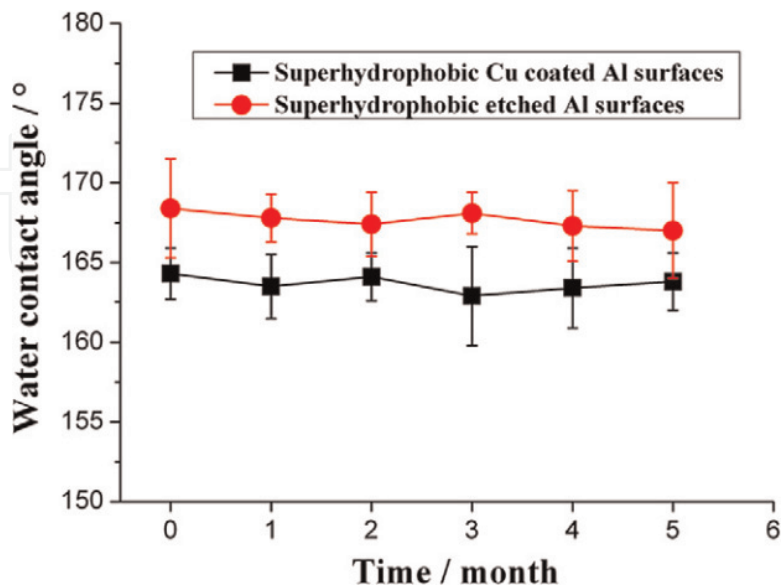 180
175
170
165
160
155
150
Water contact angle / °
Superhydrophobic Cu coated Al surfaces
Superhydrophobic etched Al surfaces
0 1 2 3 4 5 6
Time / month